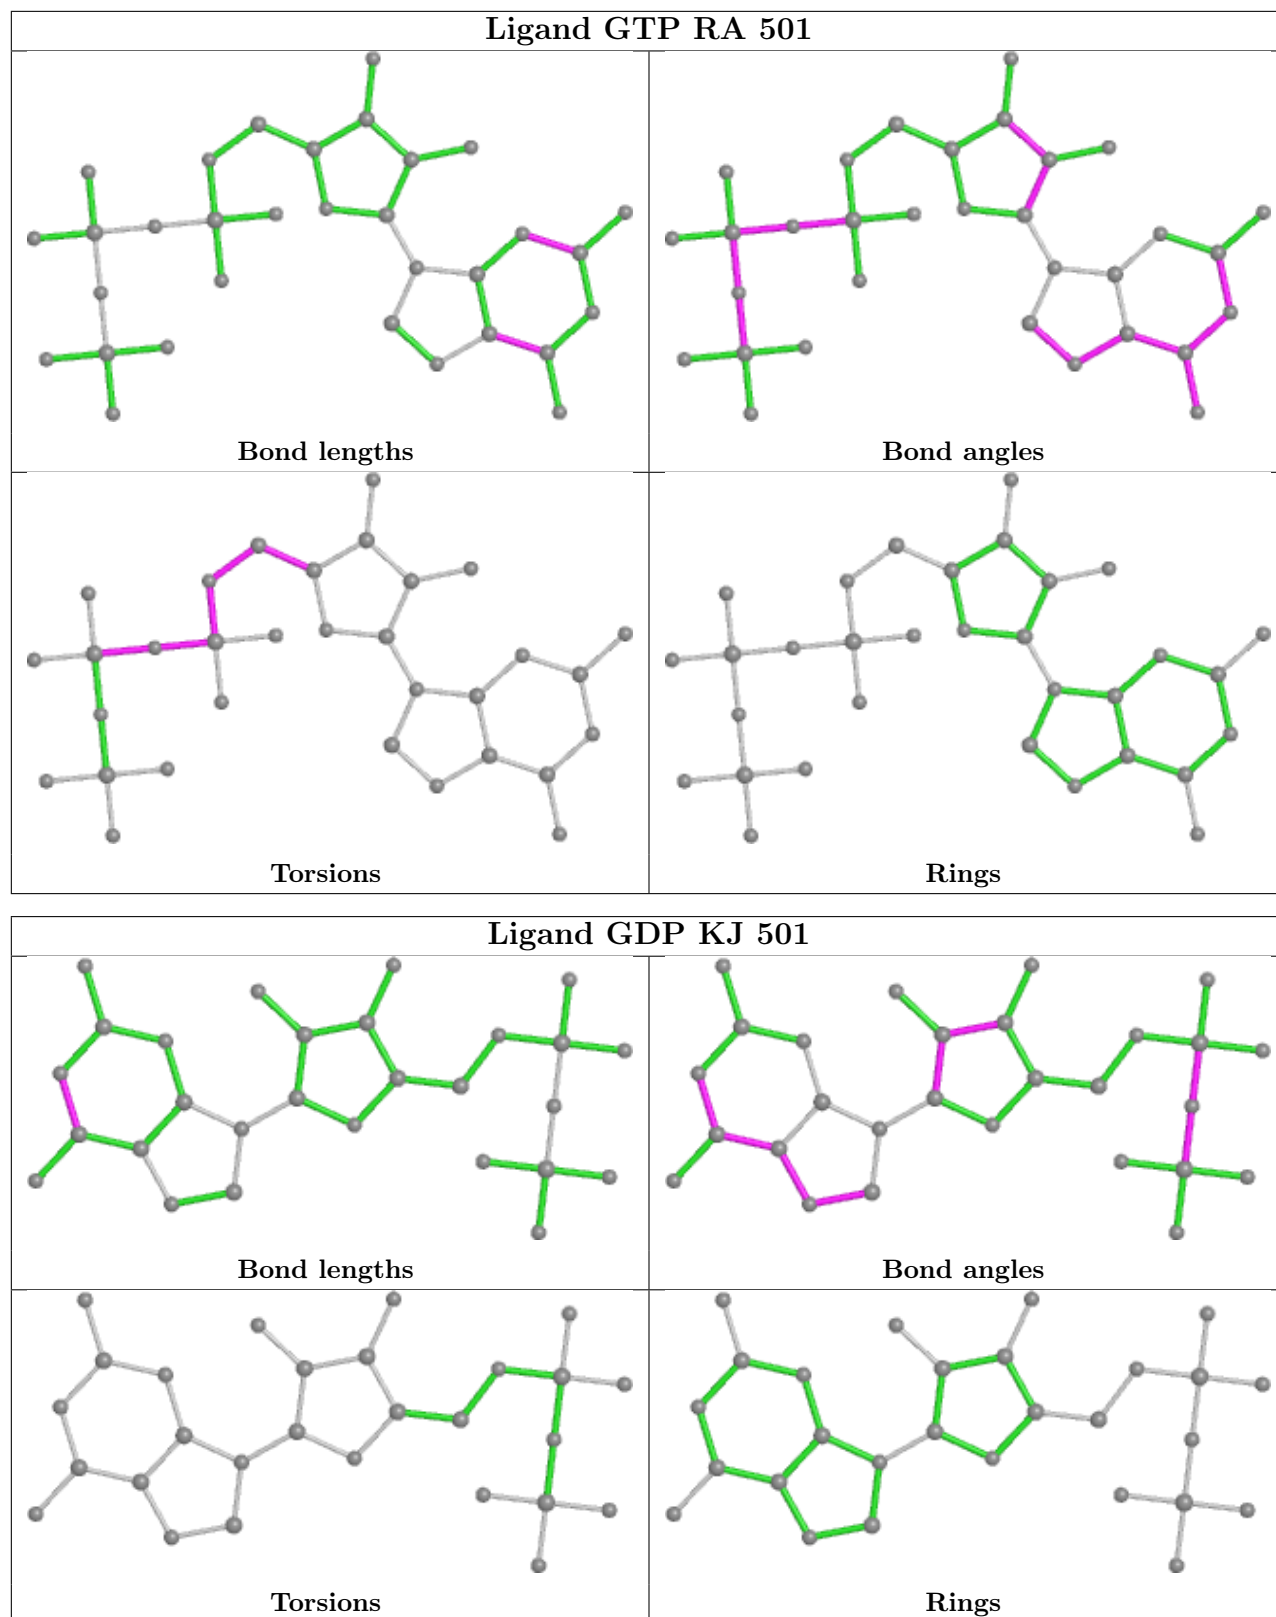 Ligand GTP RA 501
Bond lengths
Bond angles
Torsions
Rings
Ligand GDP KJ 501
Bond lengths
Bond angles
Torsions
Rings